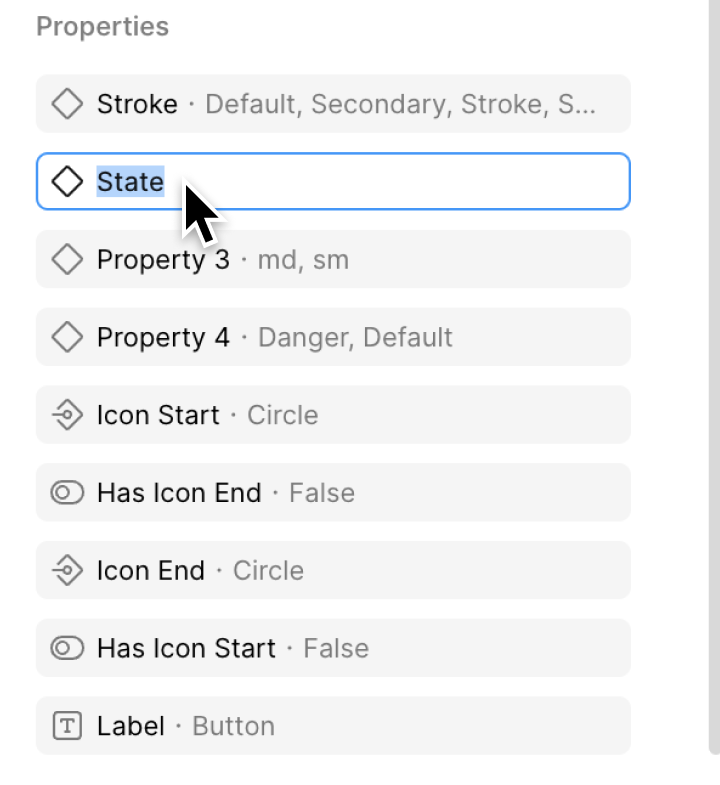 Properties
Stroke · Default, Secondary, Stroke, S...
State
Property 3 · md, sm
Property 4 · Danger, Default
Icon Start · Circle
Has Icon End · False
Icon End · Circle
Has Icon Start · False
T Label · Button